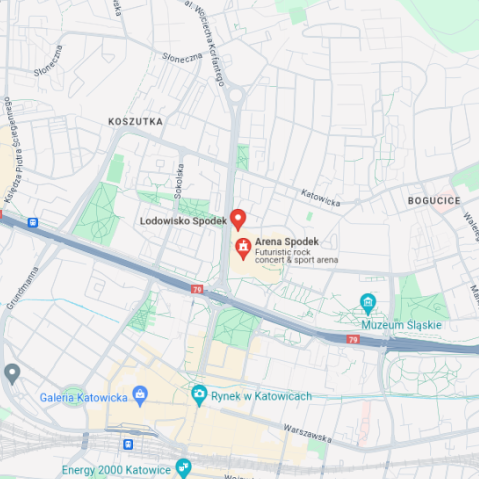 al. Wojciecha Korfantego
Słoneczna
Słoneczna
KOSZUTKA
Księdza Piotra Ściegiennego
Sokolska
Katowicka
BOGUCICE
Lodowisko Spodek
Arena Spodek
Futuristic rock
concert & sport arena
Grundmanna
79
Muzeum Śląskie
79
Galeria Katowicka
Rynek w Katowicach
Warszawska
Energy 2000 Katowice